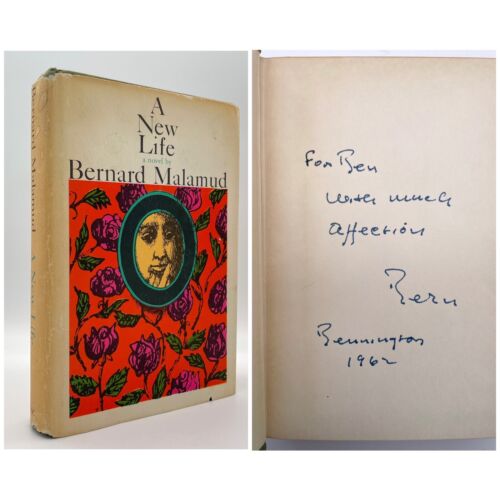 A
New
Life
a novel by
Bernard Malamud
Bernard Malamud
A New Life
For Ben
with much
affection
Bern
Bennington
1962